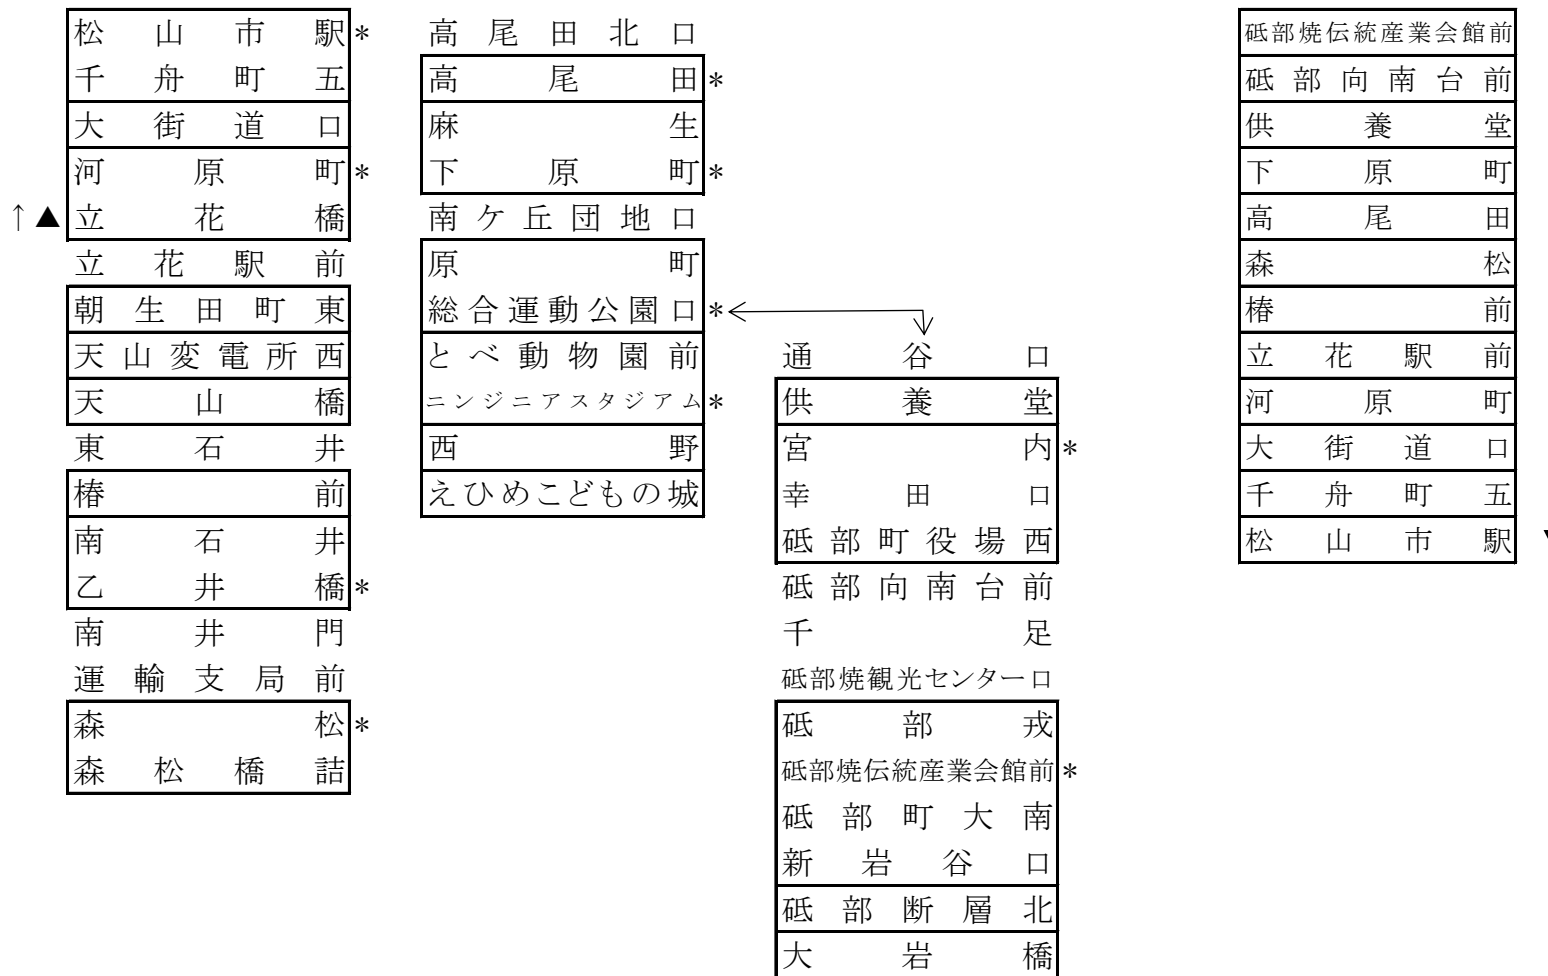 松山市駅*
千舟町五
大街道口
河原町*
↑▲立花橋
立花駅前
朝生田町東
天山変電所西
天山橋
東石井
椿前
南石井
乙井橋*
南井門
運輸支局前
森松*
森松橋詰
高尾田北口
高尾田*
麻生
下原町*
南ケ丘団地口
原町
総合運動公園口*
とべ動物園前
ニンジニアスタジアム*
西野
えひめこどもの城
通谷口
供養堂
宮内*
幸田口
砥部町役場西
砥部向南台前
千足
砥部焼観光センター口
砥部戎
砥部焼伝統産業会館前*
砥部町大南
新岩谷口
砥部断層北
大岩橋
砥部焼伝統産業会館前
砥部向南台前
供養堂
下原町
高尾田
森松
椿前
立花駅前
河原町
大街道口
千舟町五
松山市駅